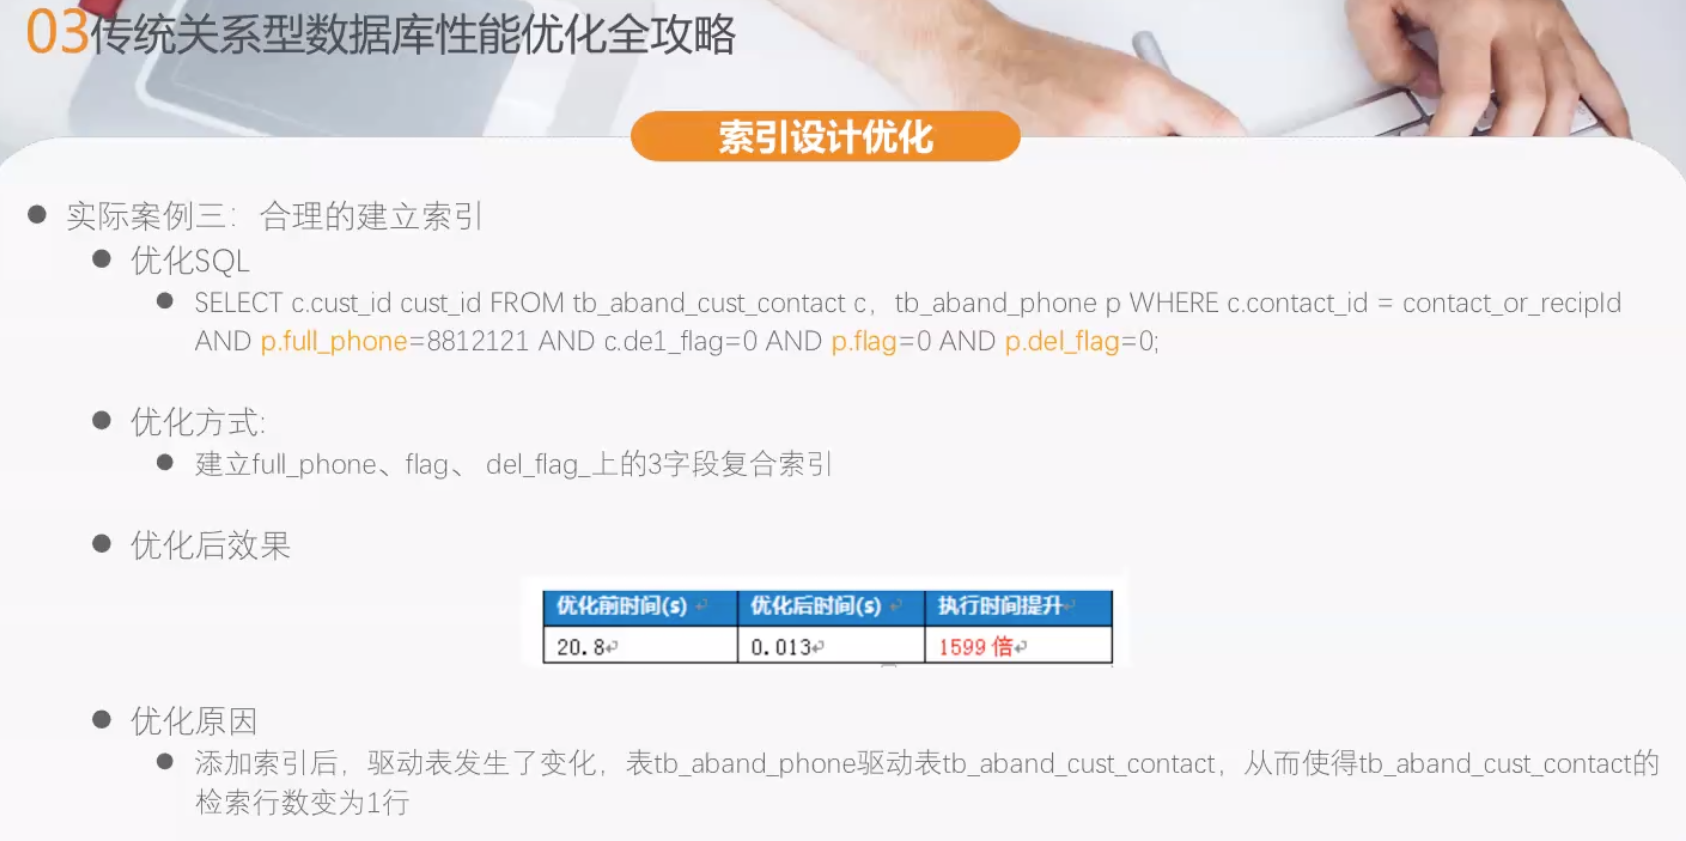 03传统关系型数据库性能优化全攻略
索引设计优化
实际案例三：合理的建立索引
优化SQL
SELECT c.cust_id cust_id FROM tb_aband_cust_contact c，tb_aband_phone p WHERE c.contact_id = contact_or_recipId
AND p.full_phone=8812121 AND c.de1_flag=0 AND p.flag=0 AND p.del_flag=0;
优化方式:
建立full_phone、flag、 del_flag_上的3字段复合索引
优化后效果
优化前时间(s) 优化后时间(s) 执行时间提升
20.8 0.013 1599 倍
优化原因
添加索引后，驱动表发生了变化，表tb_aband_phone驱动表tb_aband_cust_contact，从而使得tb_aband_cust_contact的
检索行数变为1行